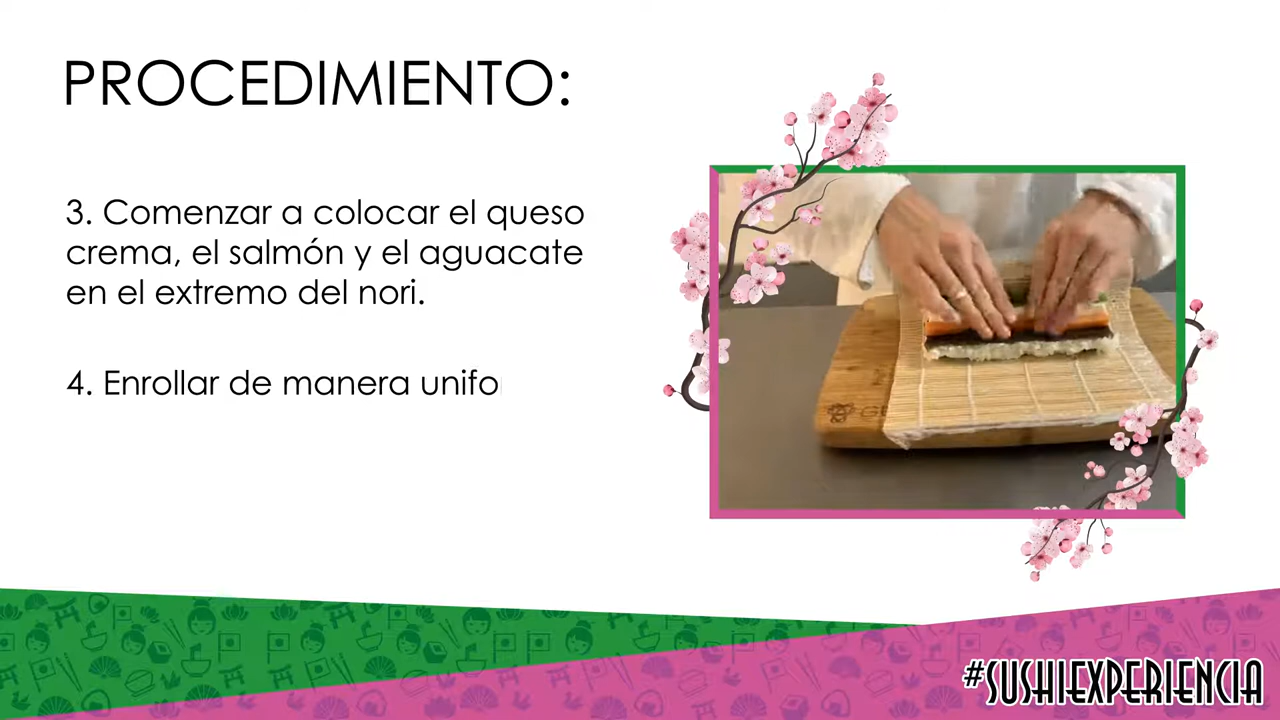 PROCEDIMIENTO:
3. Comenzar a colocar el queso
crema, el salmón y el aguacate
en el extremo del nori.
4. Enrollar de manera unifo
#SUSHIEXPERIENCIA